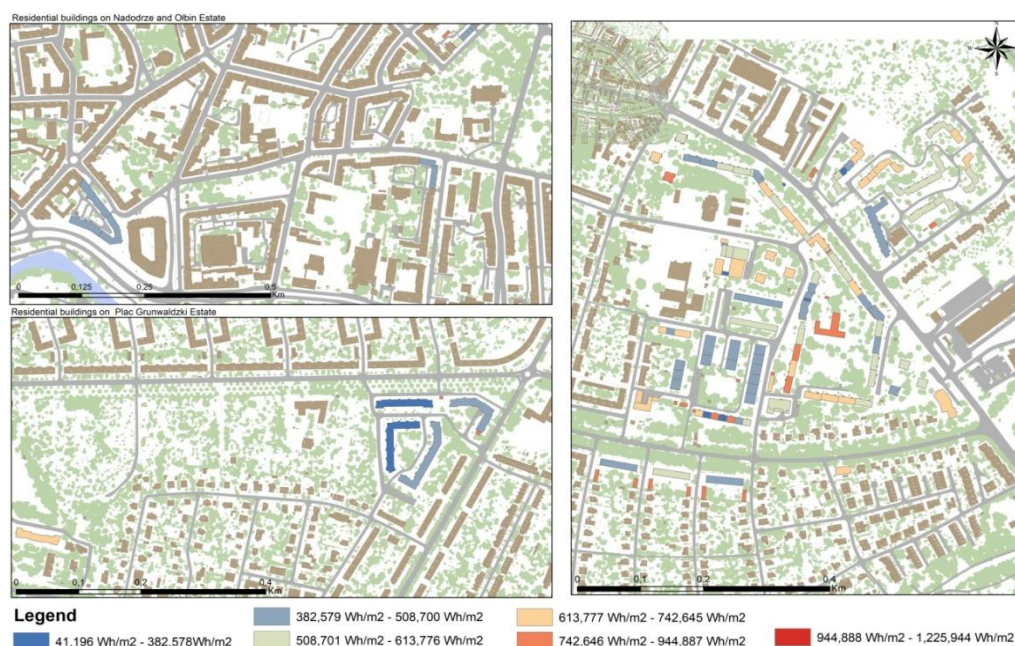 Residential buildings on Nadodrze and Ołbin Estate
N
W
S
0 0,125 0,25 0,5
Km
Residential buildings on Plac Grunwaldzki Estate
0 0,1 0,2 0,4
Km
0 0,1 0,2 0,4
Km
Legend
382,579 Wh/m2 - 508,700 Wh/m2
613,777 Wh/m2 - 742,645 Wh/m2
41,196 Wh/m2 - 382,578Wh/m2
508,701 Wh/m2 - 613,776 Wh/m2
742,646 Wh/m2 - 944,887 Wh/m2
944,888 Wh/m2 - 1,225,944 Wh/m2